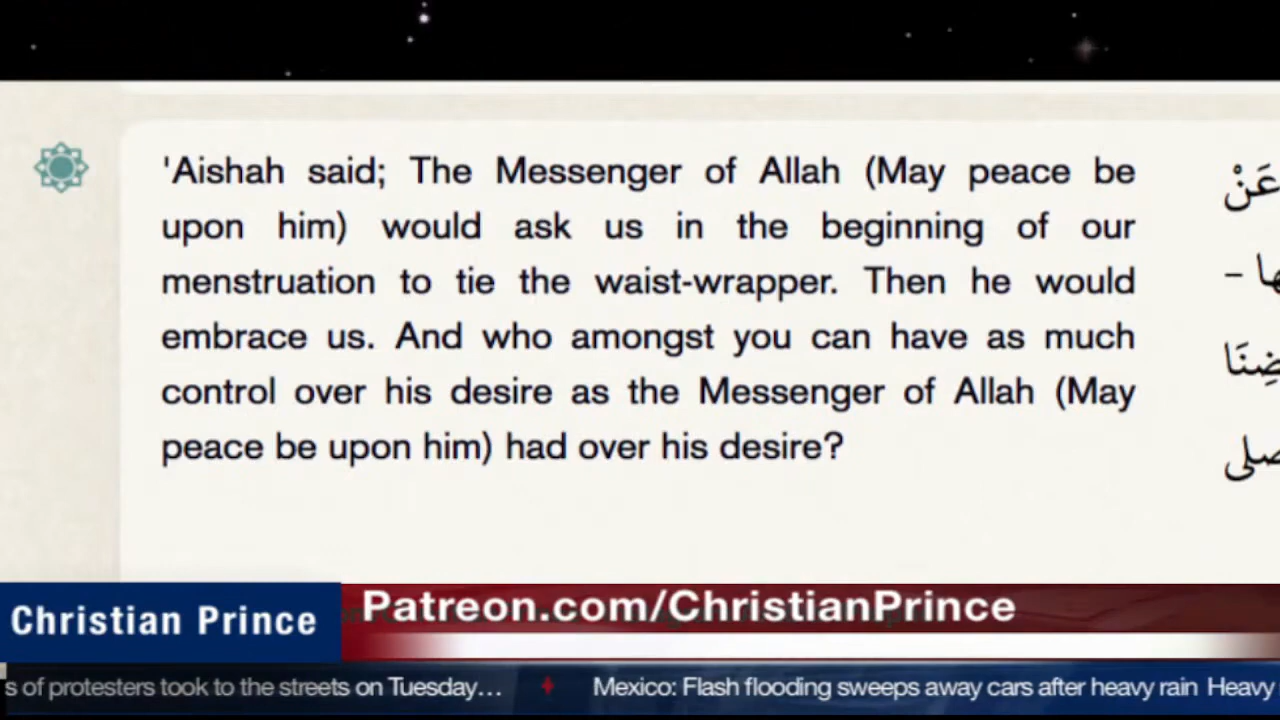 'Aishah said; The Messenger of Allah (May peace be
upon him) would ask us in the beginning of our
menstruation to tie the waist-wrapper. Then he would
embrace us. And who amongst you can have as much
control over his desire as the Messenger of Allah (May
peace be upon him) had over his desire?
عَنْ
Christian Prince
Patreon.com/ChristianPrince
s of protesters took to the streets on Tuesday...
Mexico: Flash flooding sweeps away cars after heavy rain Heavy